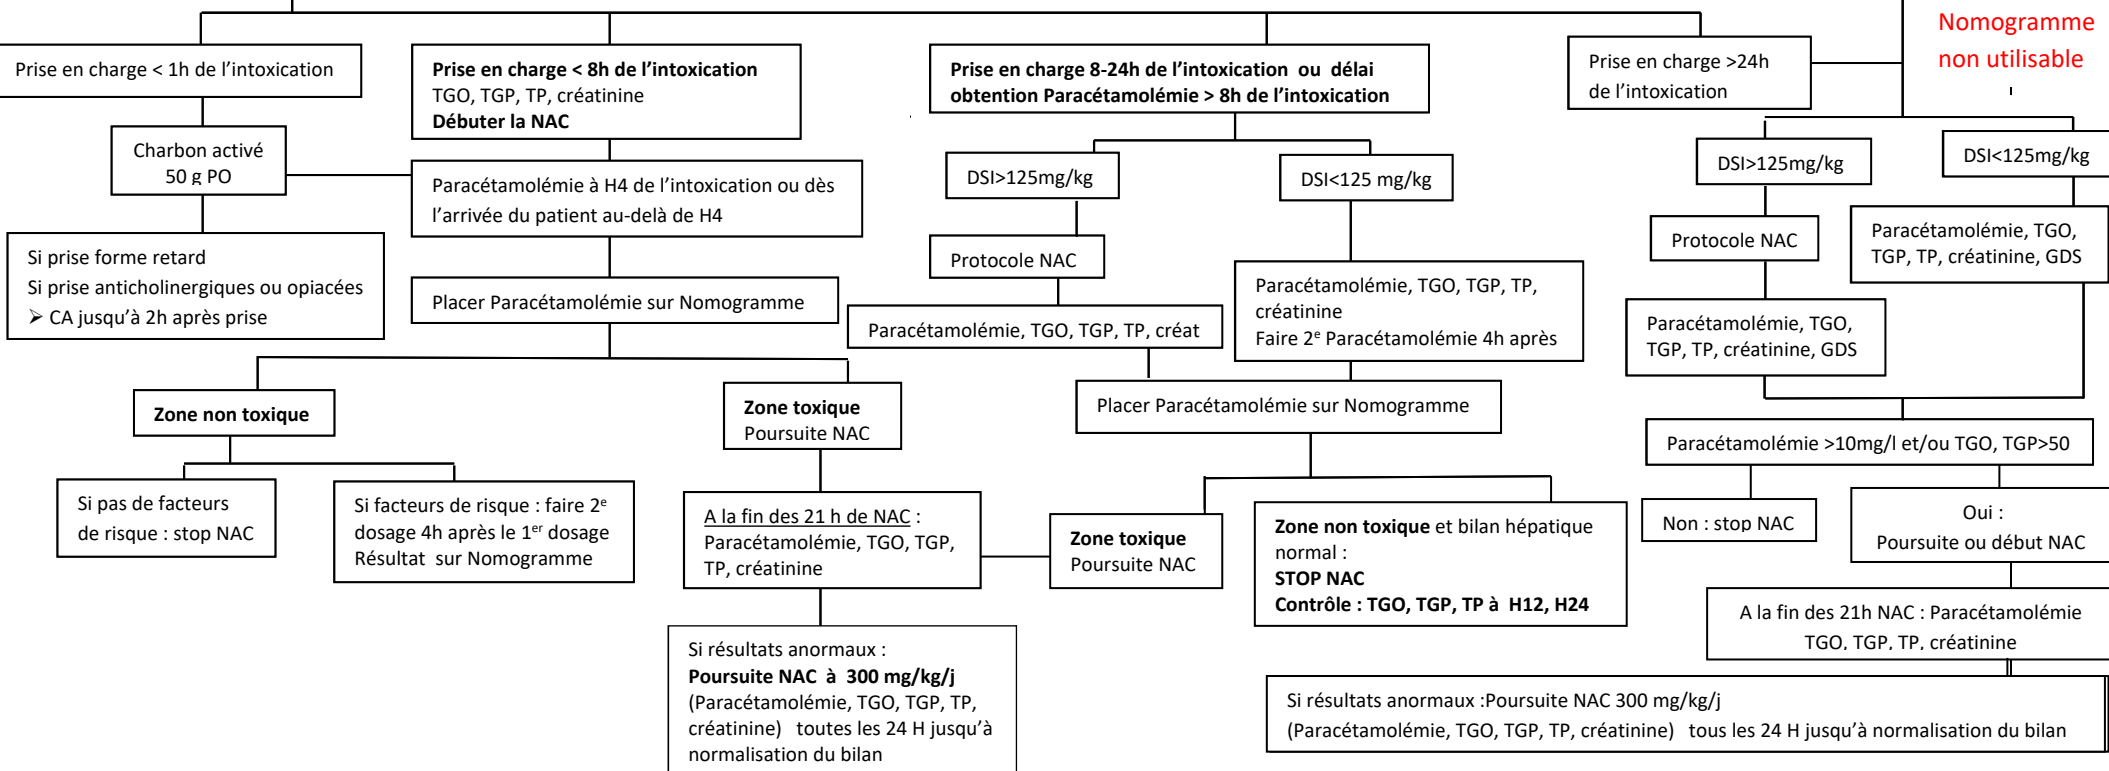 Nomogramme
non utilisable
Prise en charge < 1h de l’intoxication
Prise en charge < 8h de l’intoxication
TGO, TGP, TP, créatinine
Débuter la NAC
Prise en charge 8-24h de l’intoxication ou délai
obtention Paracétamolémie > 8h de l’intoxication
Prise en charge >24h
de l’intoxication
Charbon activé
50 g PO
Paracétamolémie à H4 de l’intoxication ou dès
l’arrivée du patient au-delà de H4
DSI>125mg/kg
DSI<125 mg/kg
DSI>125mg/kg
DSI<125mg/kg
Si prise forme retard
Si prise anticholinergiques ou opiacées
➢ CA jusqu’à 2h après prise
Placer Paracétamolémie sur Nomogramme
Protocole NAC
Paracétamolémie, TGO, TGP, TP, créat
Paracétamolémie, TGO, TGP, TP,
créatinine
Faire 2e Paracétamolémie 4h après
Protocole NAC
Paracétamolémie, TGO,
TGP, TP, créatinine, GDS
Paracétamolémie, TGO,
TGP, TP, créatinine, GDS
Zone non toxique
Zone toxique
Poursuite NAC
Placer Paracétamolémie sur Nomogramme
Paracétamolémie >10mg/l et/ou TGO, TGP>50
Si pas de facteurs
de risque : stop NAC
Si facteurs de risque : faire 2e
dosage 4h après le 1er dosage
Résultat sur Nomogramme
A la fin des 21 h de NAC :
Paracétamolémie, TGO, TGP,
TP, créatinine
Zone toxique
Poursuite NAC
Zone non toxique et bilan hépatique
normal :
STOP NAC
Contrôle : TGO, TGP, TP à H12, H24
Non : stop NAC
Oui :
Poursuite ou début NAC
A la fin des 21h NAC : Paracétamolémie
TGO, TGP, TP, créatinine
Si résultats anormaux :
Poursuite NAC à 300 mg/kg/j
(Paracétamolémie, TGO, TGP, TP,
créatinine) toutes les 24 H jusqu’à
normalisation du bilan
Si résultats anormaux :Poursuite NAC 300 mg/kg/j
(Paracétamolémie, TGO, TGP, TP, créatinine) tous les 24 H jusqu’à normalisation du bilan